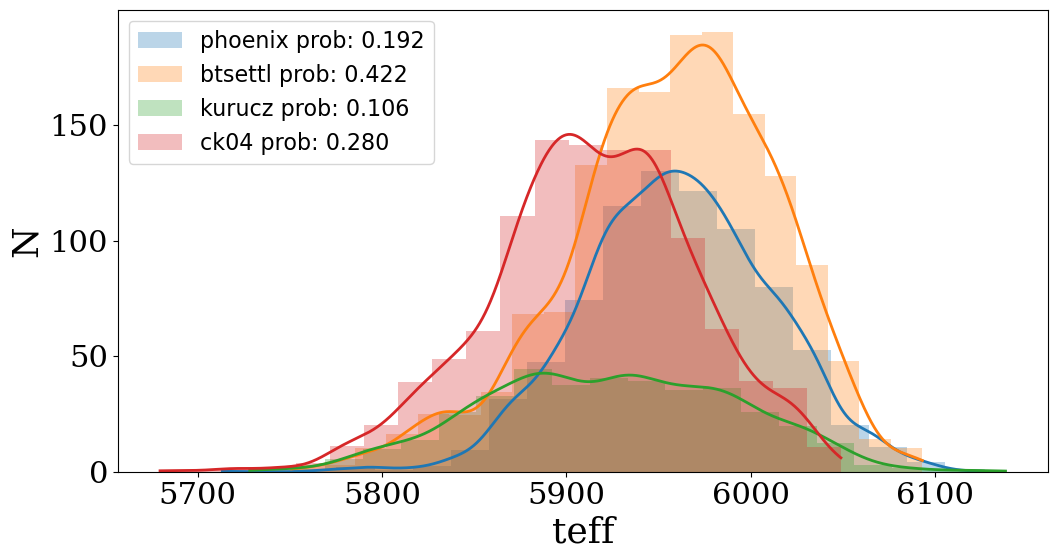 phoenix prob: 0.192
btsettl prob: 0.422
kurucz prob: 0.106
ck04 prob: 0.280
N
150
100
50
0
5700 5800 5900 6000 6100
teff